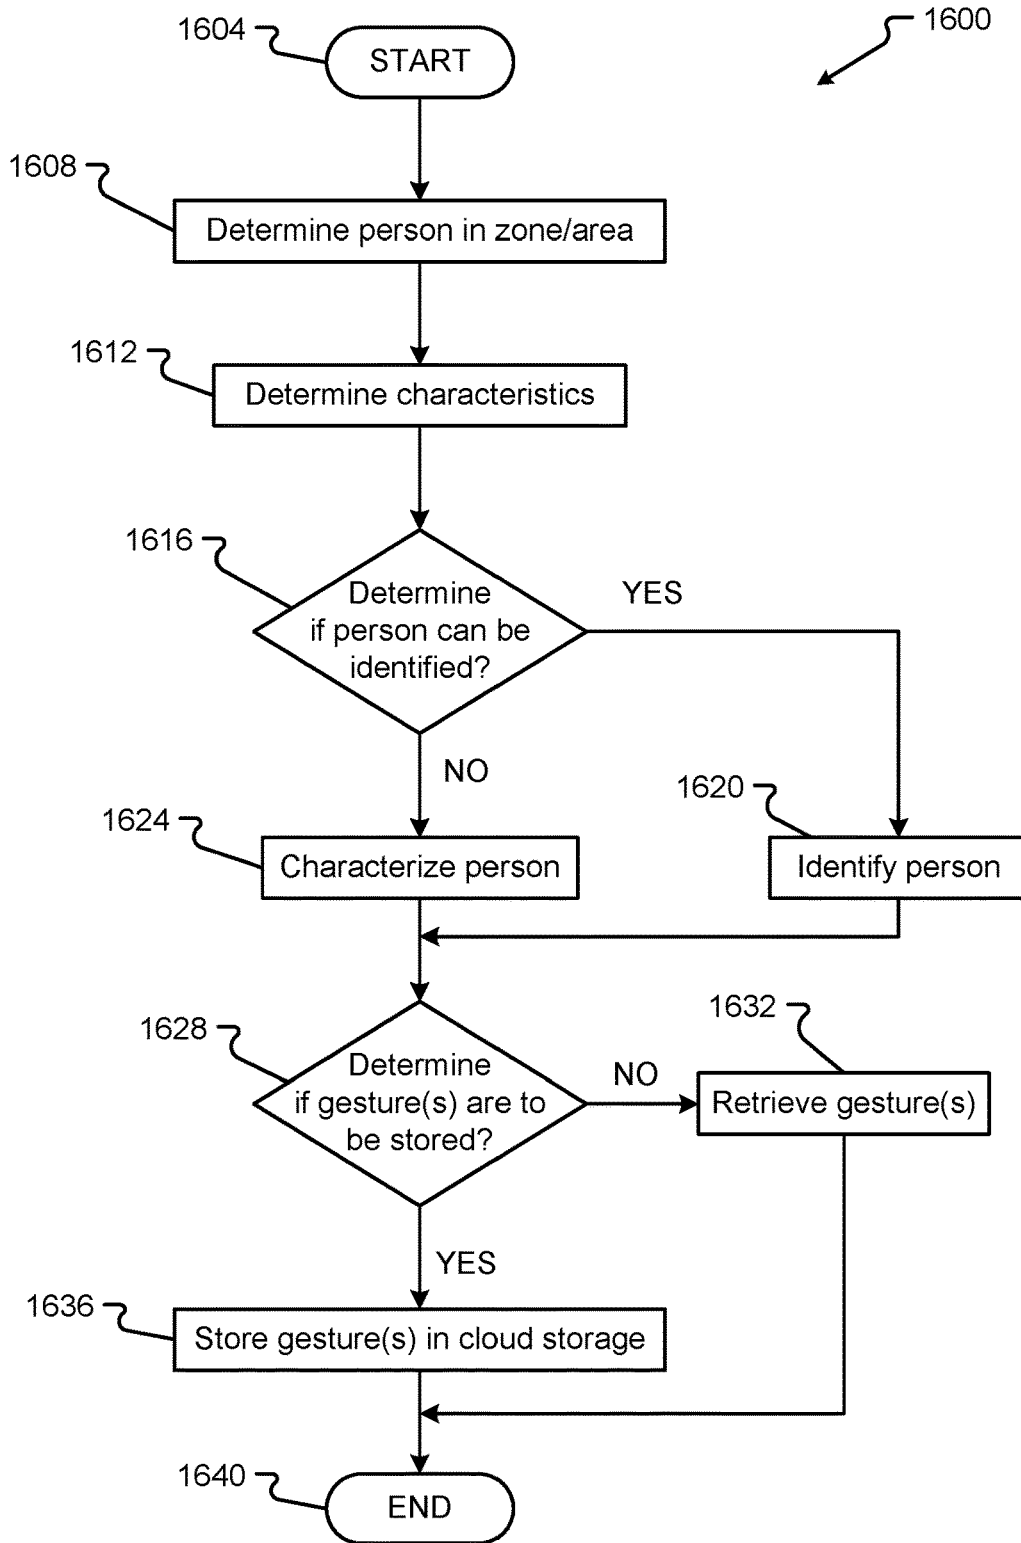 1600
1604
START
1608
Determine person in zone/area
1612
Determine characteristics
1616
Determine
if person can be
identified?
YES
NO
1620
1624
Characterize person
Identify person
1628
1632
Determine
if gesture(s) are to
be stored?
NO
Retrieve gesture(s)
YES
1636
Store gesture(s) in cloud storage
1640
END